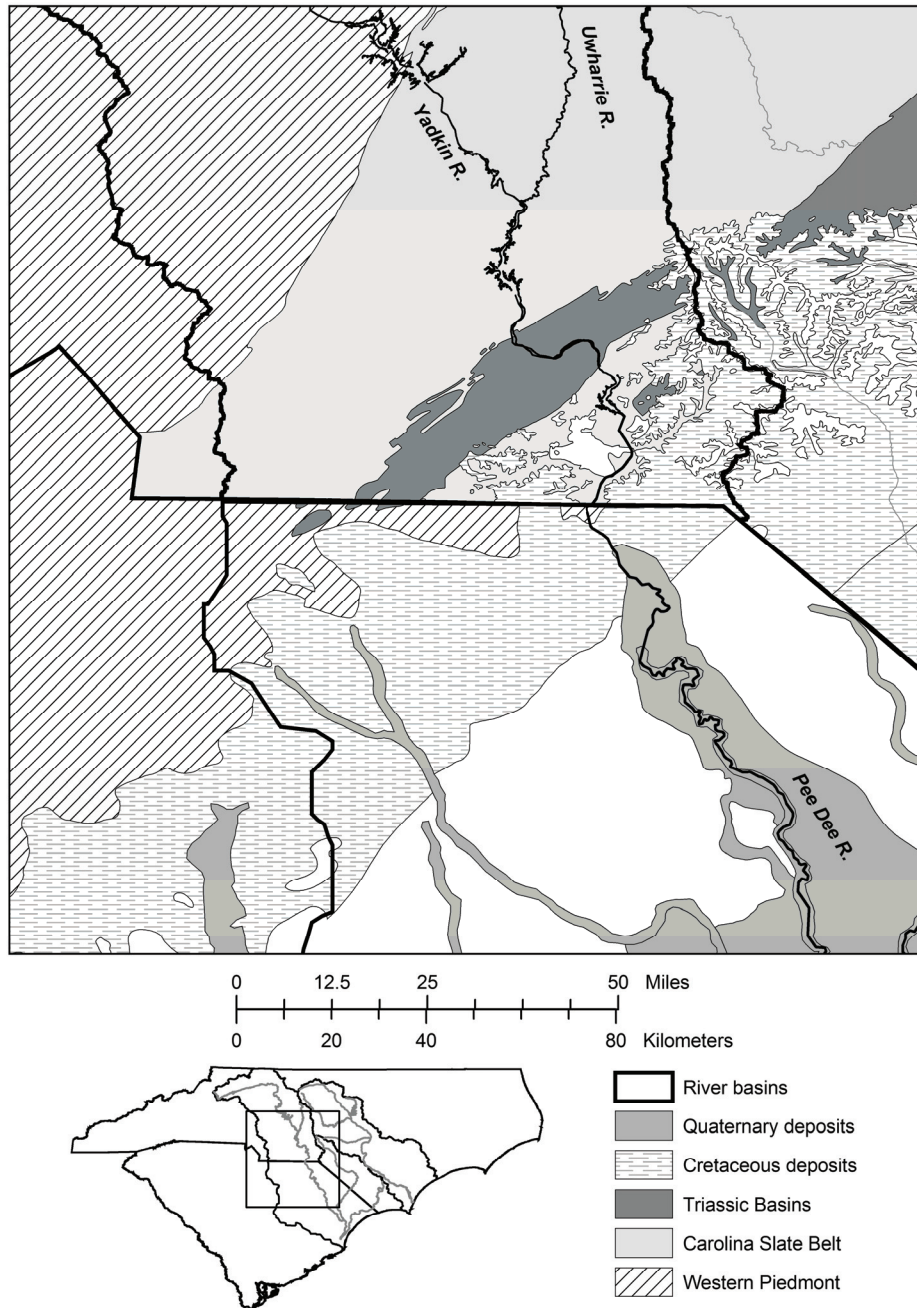 Yadkin R.
Uwharrie R.
Pee Dee R.
0 12.5 25 50 Miles
0 20 40 80 Kilometers
River basins
Quaternary deposits
Cretaceous deposits
Triassic Basins
Carolina Slate Belt
Western Piedmont